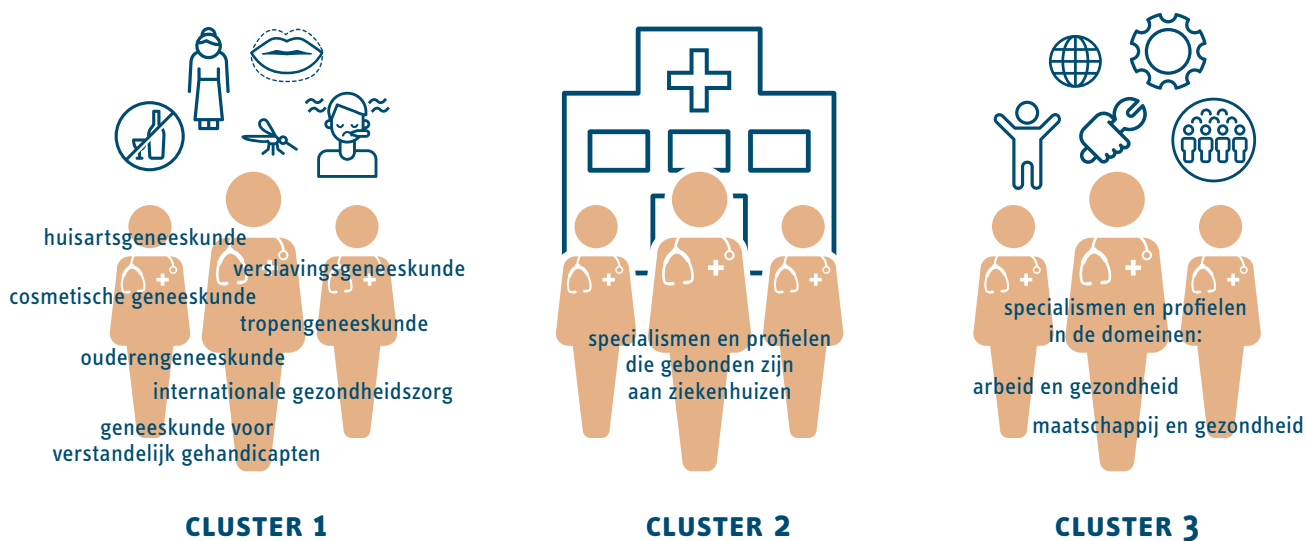 huisartsgeneeskunde
verslavingsgeneeskunde
cosmetische geneeskunde
tropengeneeskunde
ouderengeneeskunde
internationale gezondheidszorg
geneeskunde voor
verstandelijk gehandicapten
CLUSTER 1
specialismen en profielen
die gebonden zijn
aan ziekenhuizen
CLUSTER 2
specialismen en profielen
in de domeinen:
arbeid en gezondheid
maatschappij en gezondheid
CLUSTER 3